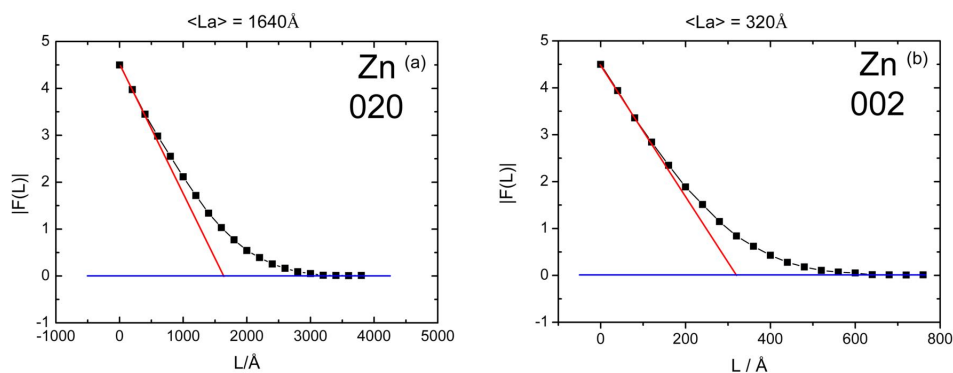 <La> = 1640Å
Zn (a)
020
5
4
3
2
1
0
-1
|F(L)|
-1000 0 1000 2000 3000 4000 5000
L/Å
<La> = 320Å
Zn (b)
002
5
4
3
2
1
0
-1
|F(L)|
0 200 400 600 800
L / Å